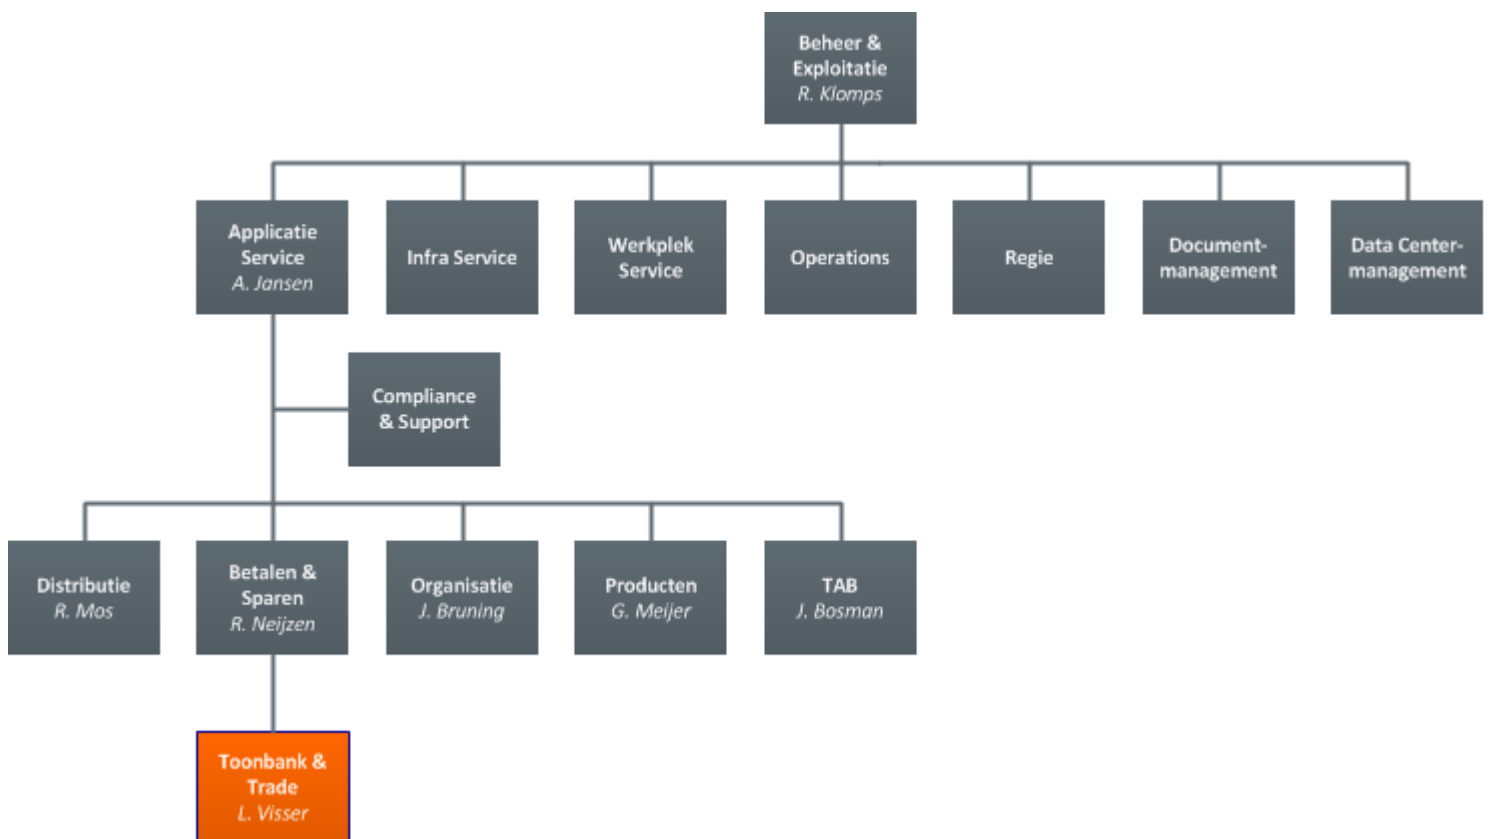 Beheer &
Exploitatie
R. Klomps
Applicatie
Service
A. Jansen
Infra Service
Werkplek
Service
Operations
Regie
Document-
management
Data Center-
management
Compliance
& Support
Distributie
R. Mos
Betalen &
Sparen
R. Neijzen
Organisatie
J. Bruning
Producten
G. Meijer
TAB
J. Bosman
Toonbank &
Trade
L. Visser